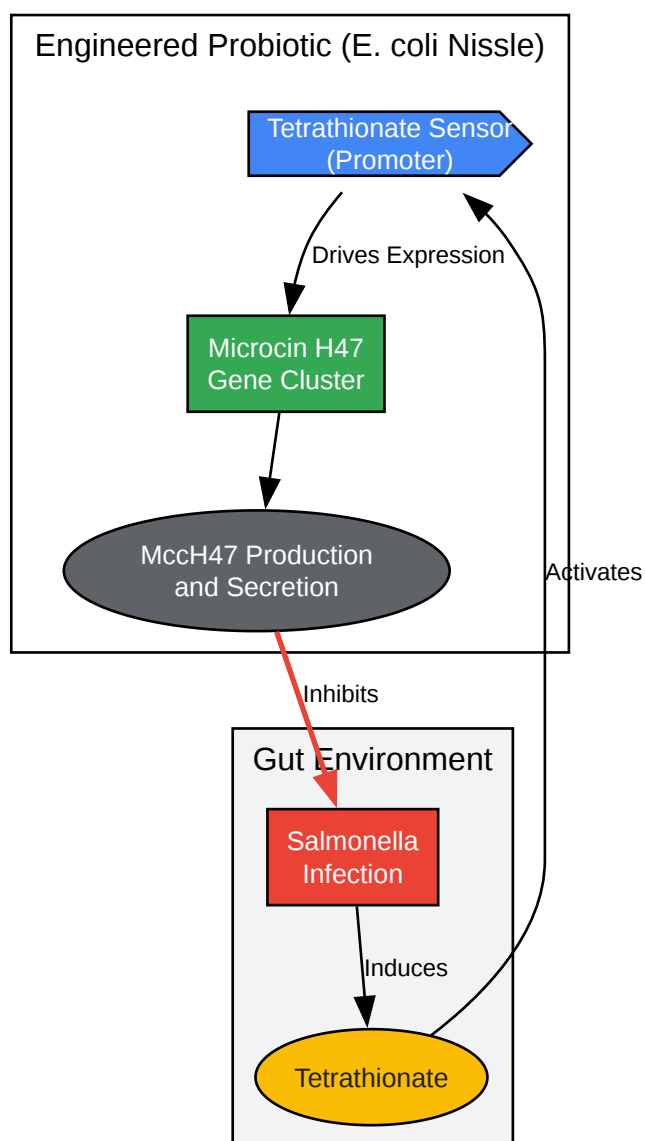 Engineered Probiotic (E. coli Nissle)
Tetrathionate Sensor
(Promoter)
Drives Expression
Microcin H47
Gene Cluster
MccH47 Production
and Secretion
Activates
Inhibits
Gut Environment
Salmonella
Infection
Induces
Tetrathionate